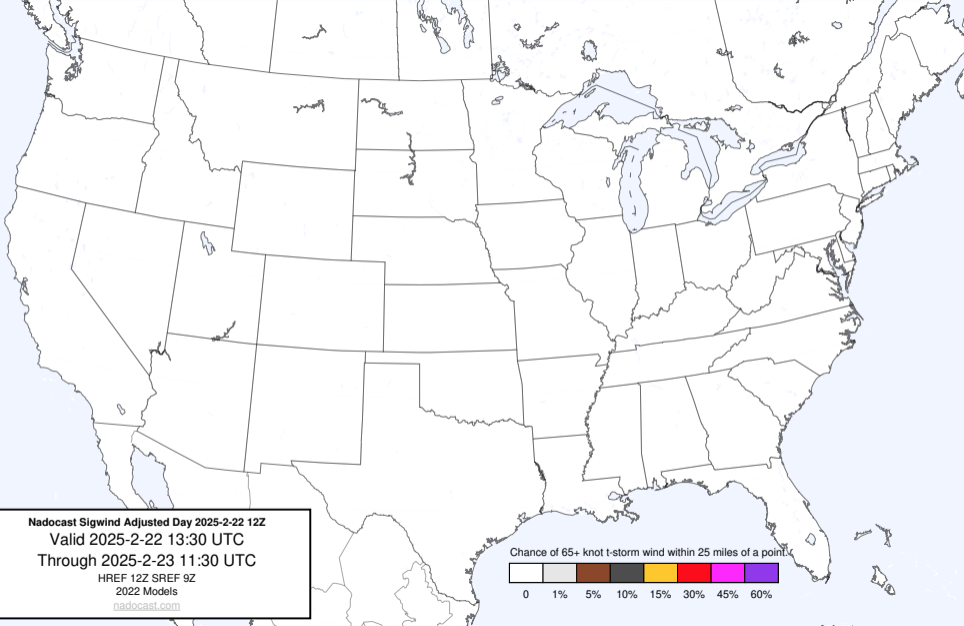 Nadocast Sigwind Adjusted Day 2025-2-22 12Z
Valid 2025-2-22 13:30 UTC
Through 2025-2-23 11:30 UTC
HREF 12Z SREF 9Z
2022 Models
nadocast.com
Chance of 65+ knot t-storm wind within 25 miles of a point.
0 1% 5% 10% 15% 30% 45% 60%